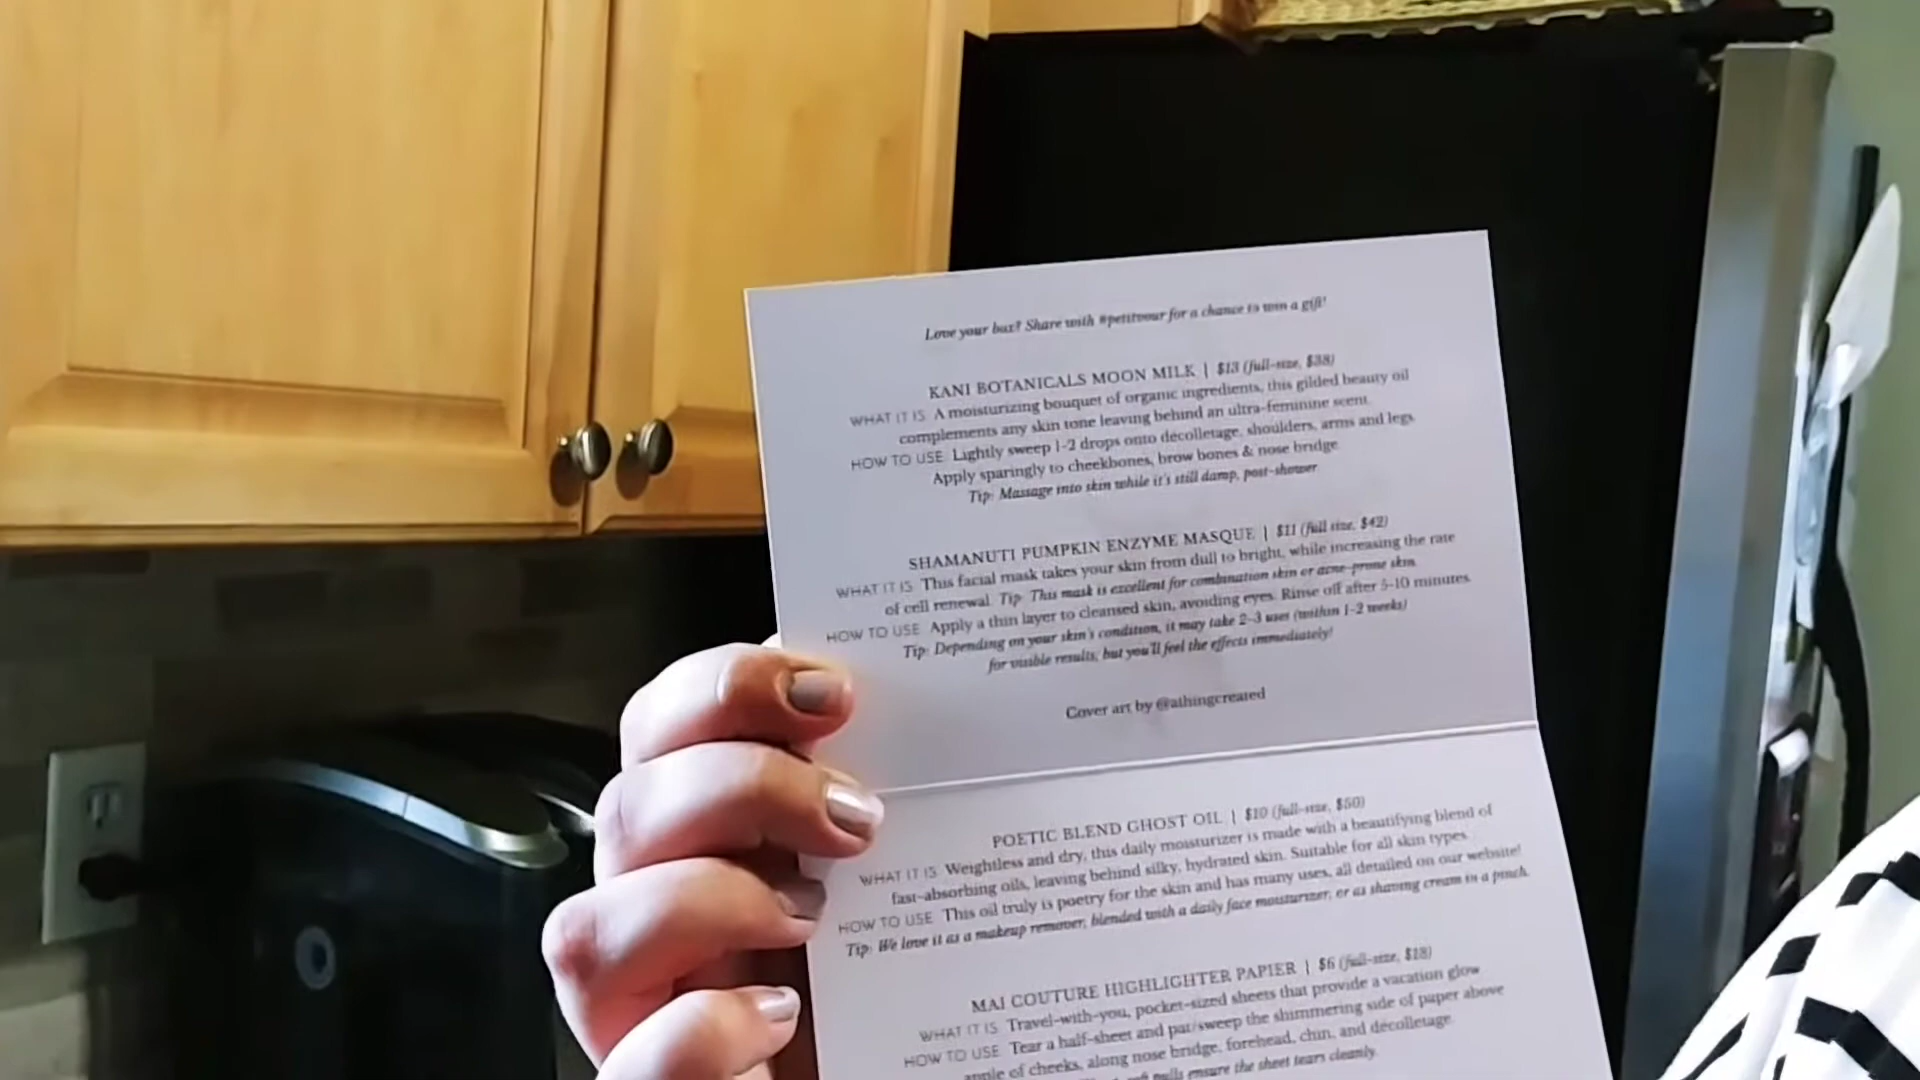 Love your box? Share with #petitvour for a chance to win a gift!
KANI BOTANICALS MOON MILK | $13 (full-size, $38)
WHAT IT IS: A moisturizing bouquet of organic ingredients, this gilded beauty oil
complements any skin tone leaving behind an ultra-feminine scent.
HOW TO USE: Lightly sweep 1-2 drops onto décolletage, shoulders, arms and legs.
Apply sparingly to cheekbones, brow bones & nose bridge.
Tip: Massage into skin while it's still damp, post-shower.
SHAMANUTI PUMPKIN ENZYME MASQUE | $11 (full size, $42)
WHAT IT IS: This facial mask takes your skin from dull to bright, while increasing the rate
of cell renewal. Tip: This mask is excellent for combination skin or acne-prone skin.
HOW TO USE: Apply a thin layer to cleansed skin, avoiding eyes. Rinse off after 5-10 minutes.
Tip: Depending on your skin's condition, it may take 2-3 uses (within 1-2 weeks)
for visible results, but you'll feel the effects immediately!
Cover art by @athingcreated
POETIC BLEND GHOST OIL | $10 (full-size, $50)
WHAT IT IS: Weightless and dry, this daily moisturizer is made with a beautifying blend of
fast-absorbing oils, leaving behind silky, hydrated skin. Suitable for all skin types.
HOW TO USE: This oil truly is poetry for the skin and has many uses, all detailed on our website!
Tip: We love it as a makeup remover, blended with a daily face moisturizer, or as shaving cream in a pinch.
MAI COUTURE HIGHLIGHTER PAPIER | $6 (full-size, $18)
WHAT IT IS: Travel-with-you, pocket-sized sheets that provide a vacation glow.
HOW TO USE: Tear a half-sheet and pat/sweep the shimmering side of paper above
apple of cheeks, along nose bridge, forehead, chin, and décolletage.
pulls ensure the sheet tears cleanly.